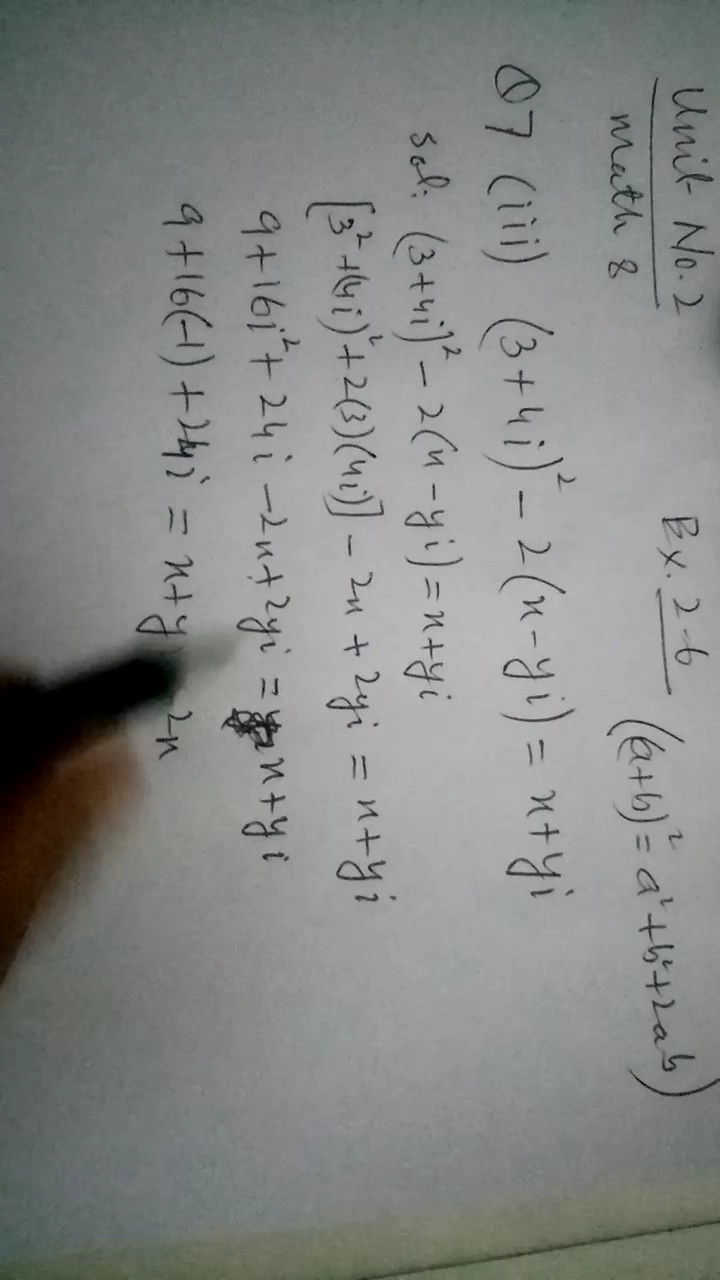 Unit No. 2 Ex. 2.6 (a+b)² = a²+b²+2ab)
Math 8
Q7 (iii) (3+4i)² - 2(x-yi) = x+yi
Sol: (3+4i)² - 2(x-yi) = x+yi
[3²+(4i)²+2(3)(4i)] - 2x + 2yi = x+yi
9+16i²+24i -2x+2yi = x+yi
9+16(-1)+24i = x+y 2x